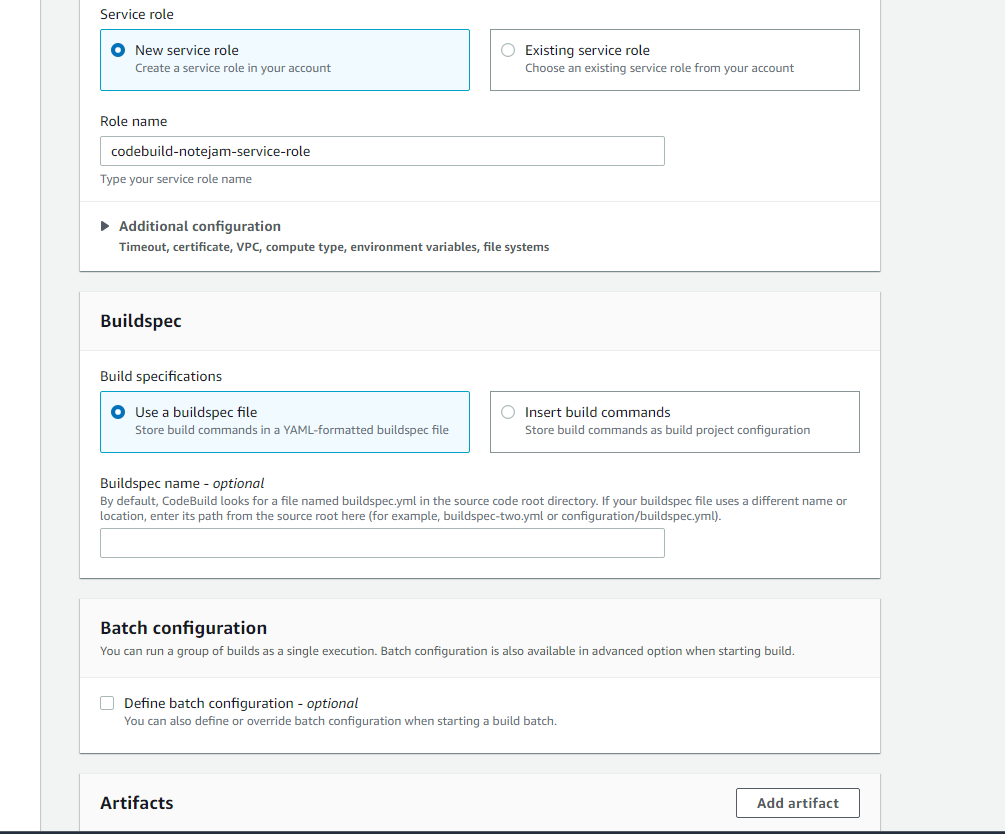 Service role
New service role
Create a service role in your account
Existing service role
Choose an existing service role from your account
Role name
codebuild-notejam-service-role
Type your service role name
Additional configuration
Timeout, certificate, VPC, compute type, environment variables, file systems
Buildspec
Build specifications
Use a buildspec file
Store build commands in a YAML-formatted buildspec file
Insert build commands
Store build commands as build project configuration
Buildspec name - optional
By default, CodeBuild looks for a file named buildspec.yml in the source code root directory. If your buildspec file uses a different name or
location, enter its path from the source root here (for example, buildspec-two.yml or configuration/buildspec.yml).
Batch configuration
You can run a group of builds as a single execution. Batch configuration is also available in advanced option when starting build.
Define batch configuration - optional
You can also define or override batch configuration when starting a build batch.
Artifacts
Add artifact